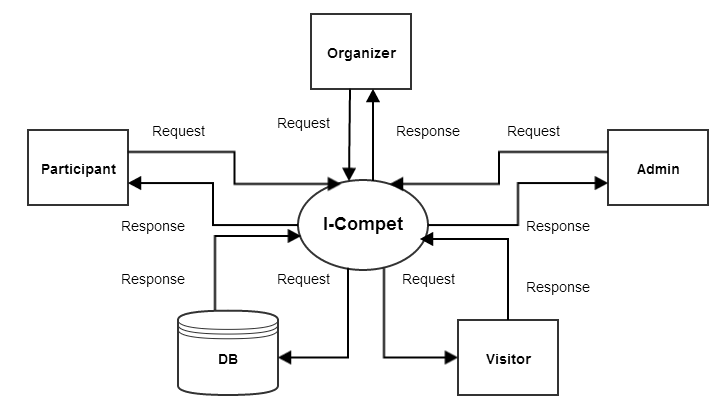 Organizer
Request
Request
Response
Request
Participant
Admin
I-Compet
Response
Response
Response
Request
Request
Response
DB
Visitor